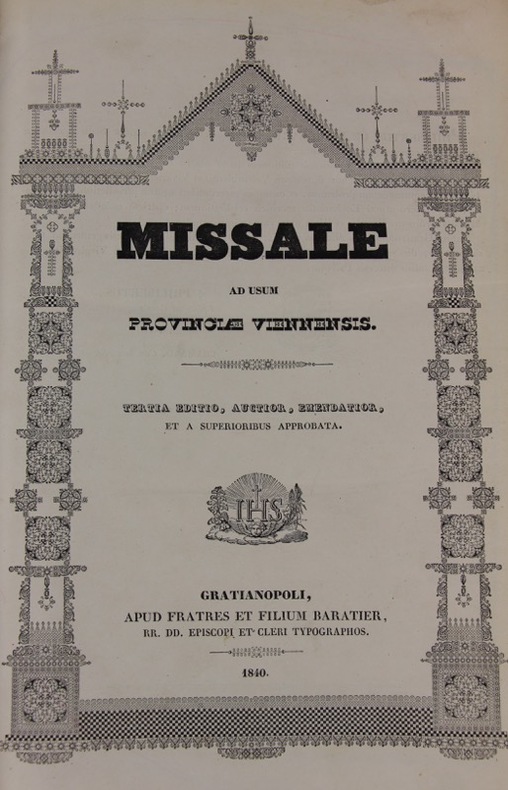 MISSALE
AD USUM
PROVINCIÆ VIENNENSIS.
TERTIA EDITIO, AUCTIOR, EMENDATIOR,
ET A SUPERIORIBUS APPROBATA.
IHS
GRATIANOPOLI,
APUD FRATRES ET FILIUM BARATIER,
RR. DD. EPISCOPI ET CLERI TYPOGRAPHOS.
1840.